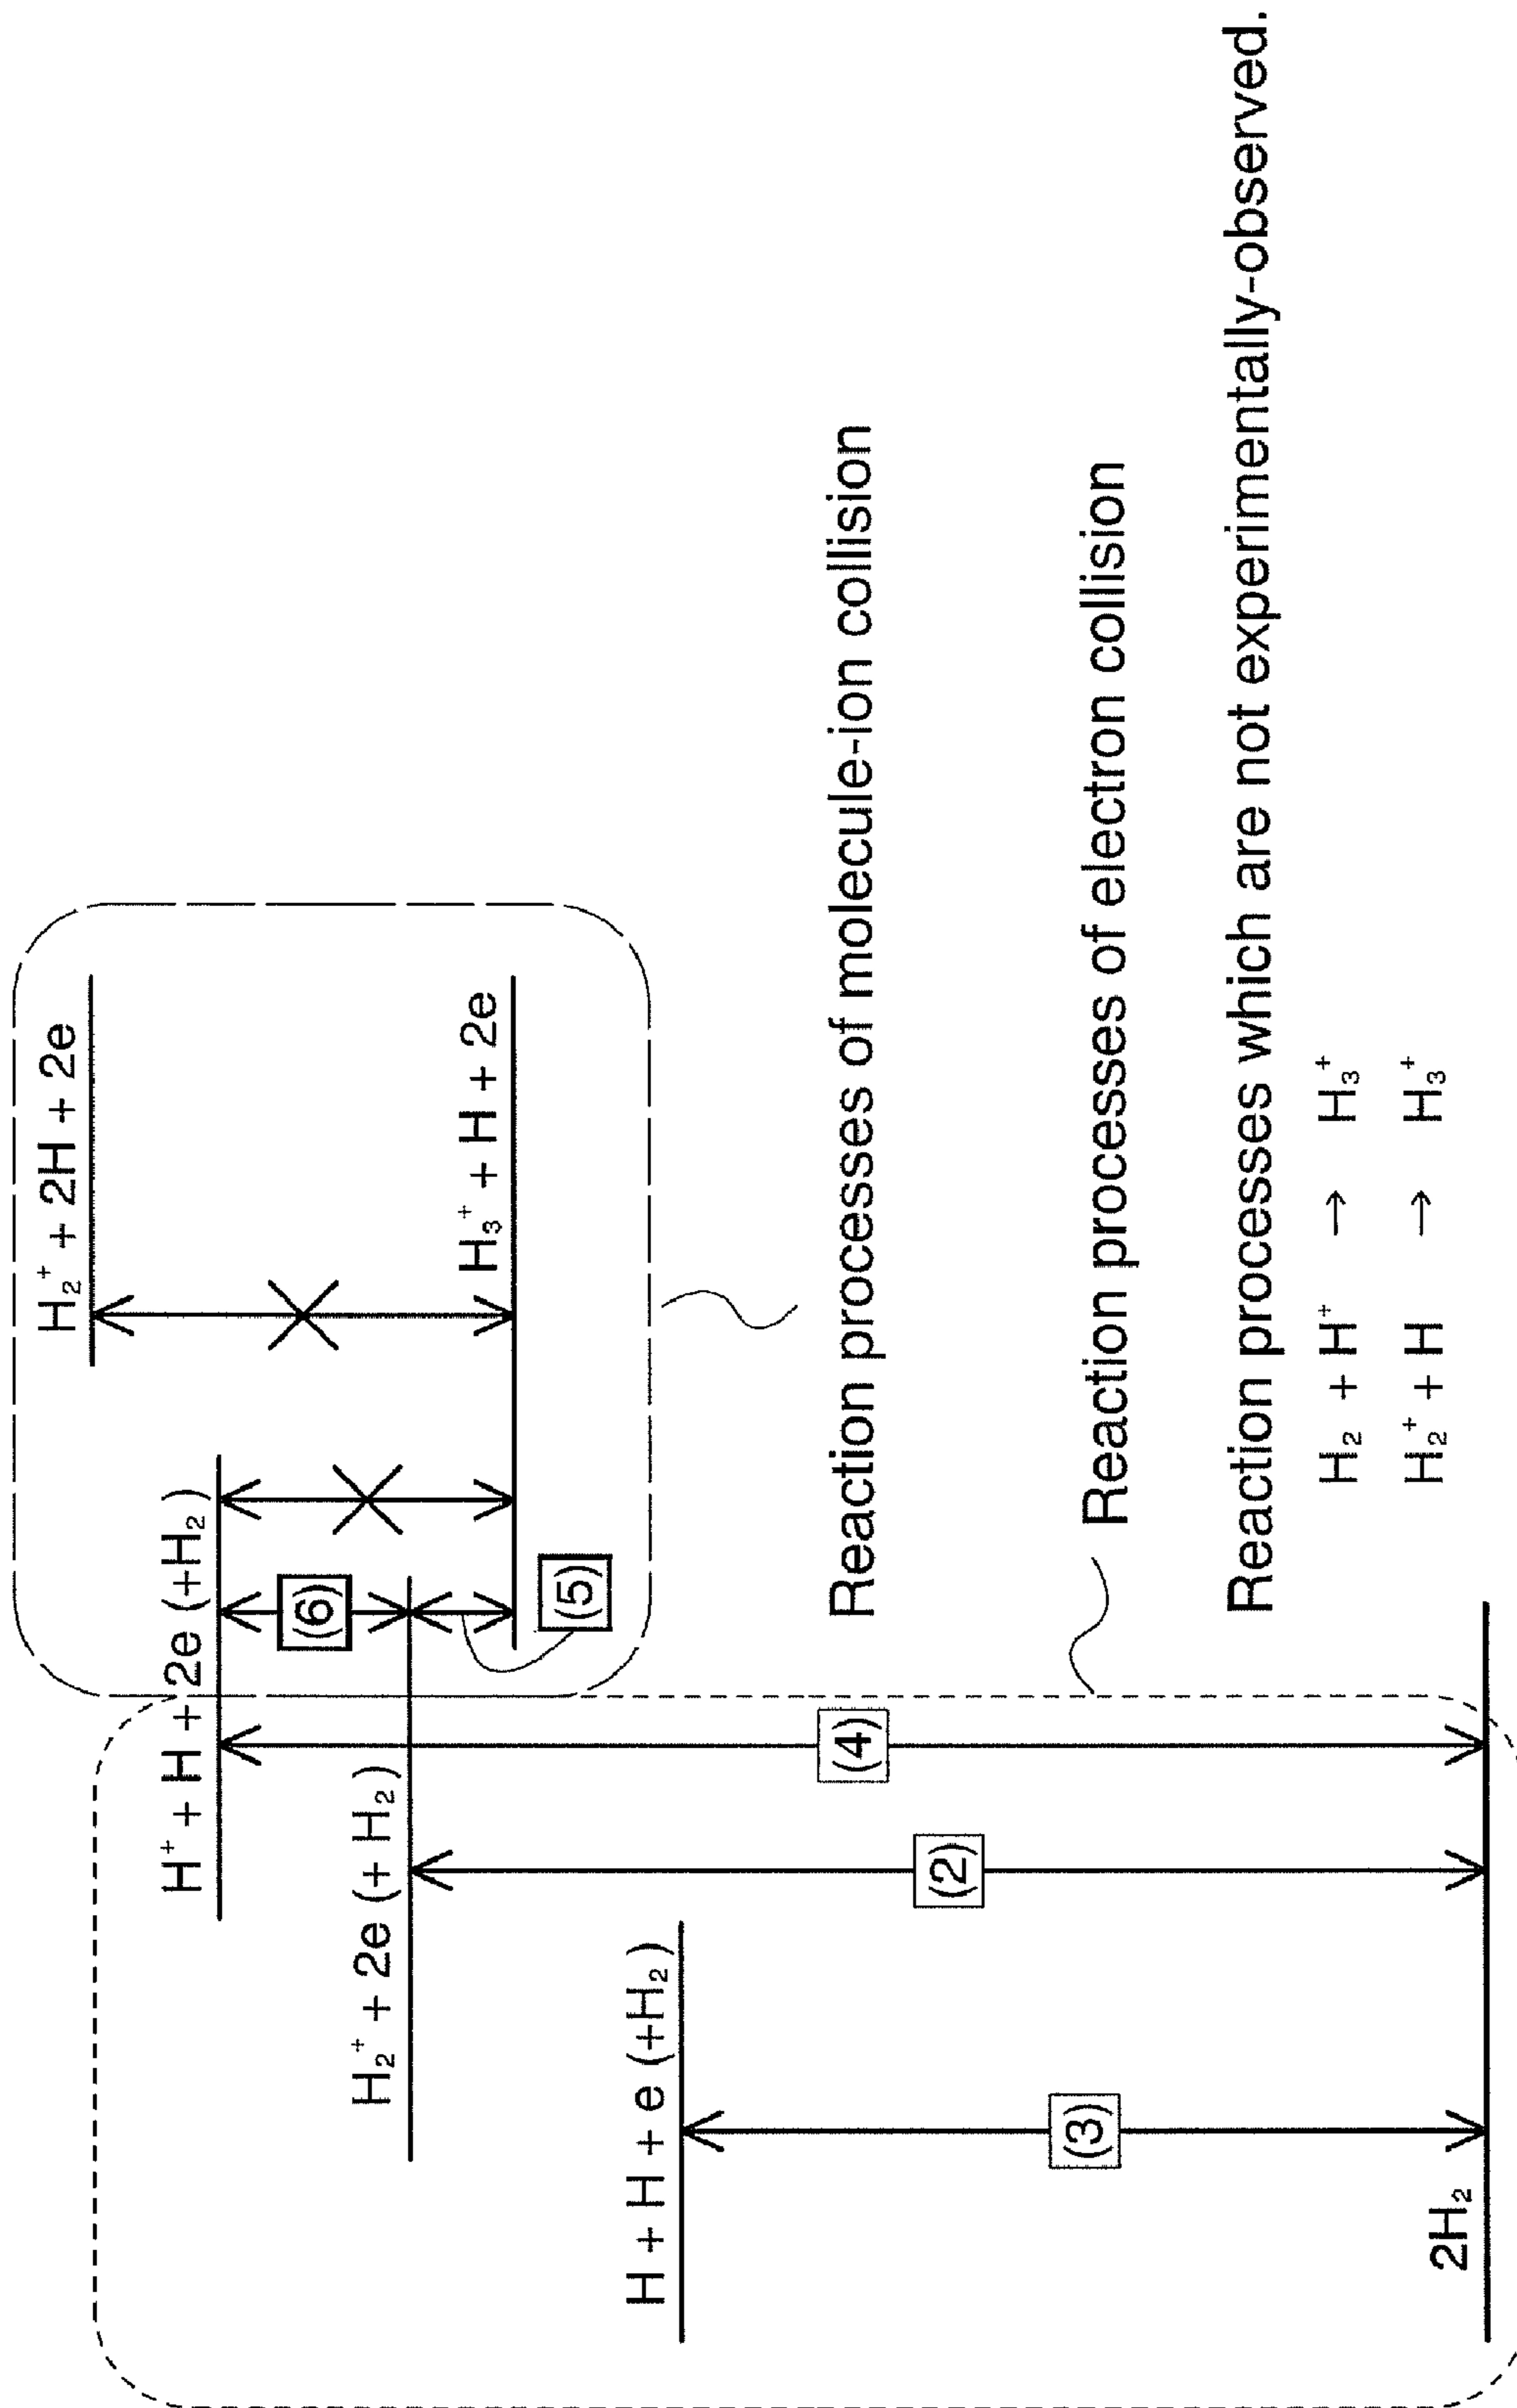 H₂⁺ + 2H + 2e
H⁺ + H + 2e (+H₂)
(6)
H₂⁺ + 2e (+ H₂)
H₃⁺ + H + 2e
(5)
H + H + e (+H₂)
(4)
(2)
(3)
2H₂
Reaction processes of molecule-ion collision
Reaction processes of electron collision
Reaction processes which are not experimentally-observed.
H₂ + H⁺ → H₃⁺
H₂⁺ + H → H₃⁺